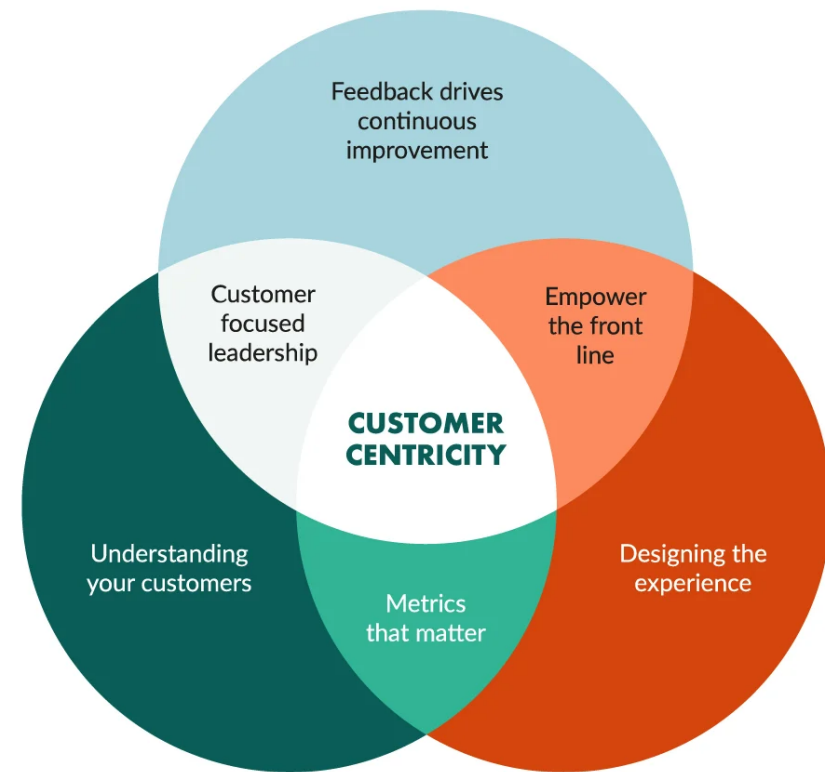 Feedback drives
continuous
improvement
Customer
focused
leadership
Empower
the front
line
CUSTOMER
CENTRICITY
Understanding
your customers
Designing the
experience
Metrics
that matter